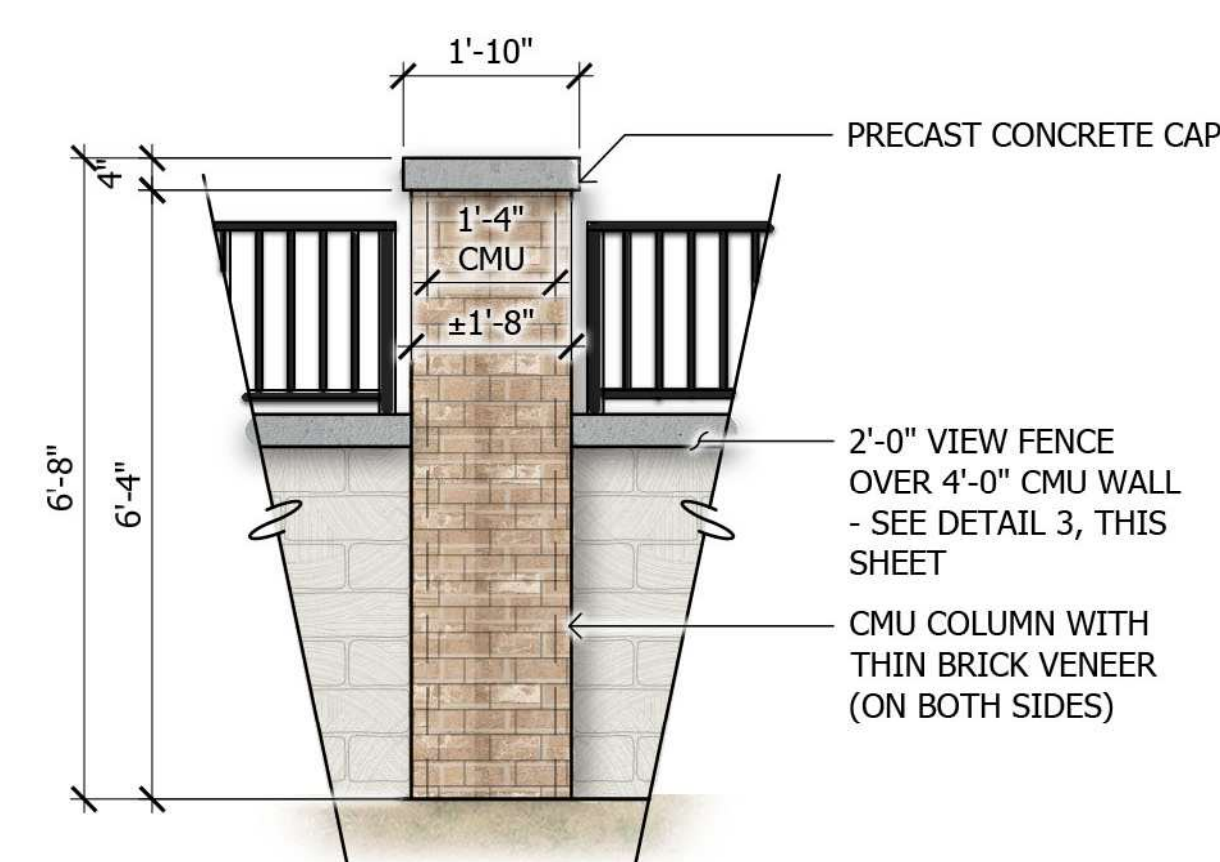 1'-10"
PRECAST CONCRETE CAP
4"
1'-4"
CMU
±1'-8"
6'-8"
6'-4"
2'-0" VIEW FENCE
OVER 4'-0" CMU WALL
- SEE DETAIL 3, THIS
SHEET
CMU COLUMN WITH
THIN BRICK VENEER
(ON BOTH SIDES)